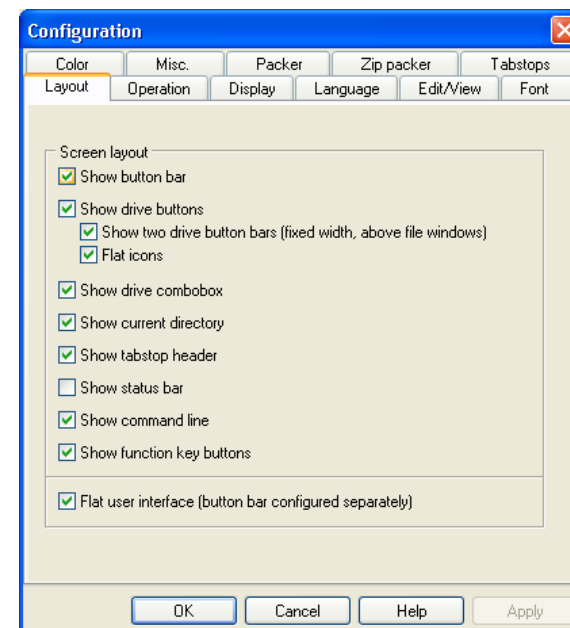 Configuration
Color Misc. Packer Zip packer Tabstops
Layout Operation Display Language Edit/View Font
Screen layout
Show button bar
Show drive buttons
Show two drive button bars (fixed width, above file windows)
Flat icons
Show drive combobox
Show current directory
Show tabstop header
Show status bar
Show command line
Show function key buttons
Flat user interface (button bar configured separately)
OK Cancel Help Apply